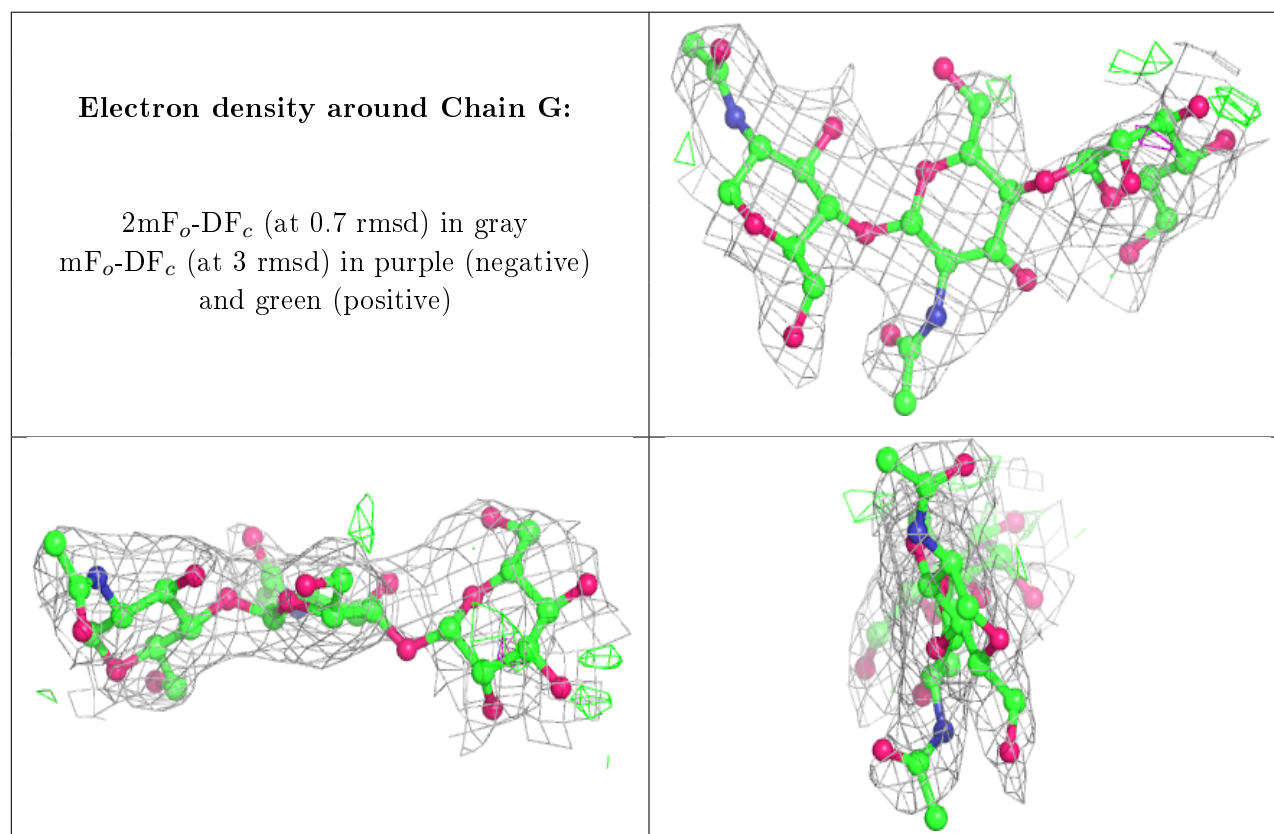 Electron density around Chain G:
2mFₒ-DF𝒸 (at 0.7 rmsd) in gray
mFₒ-DF𝒸 (at 3 rmsd) in purple (negative)
and green (positive)